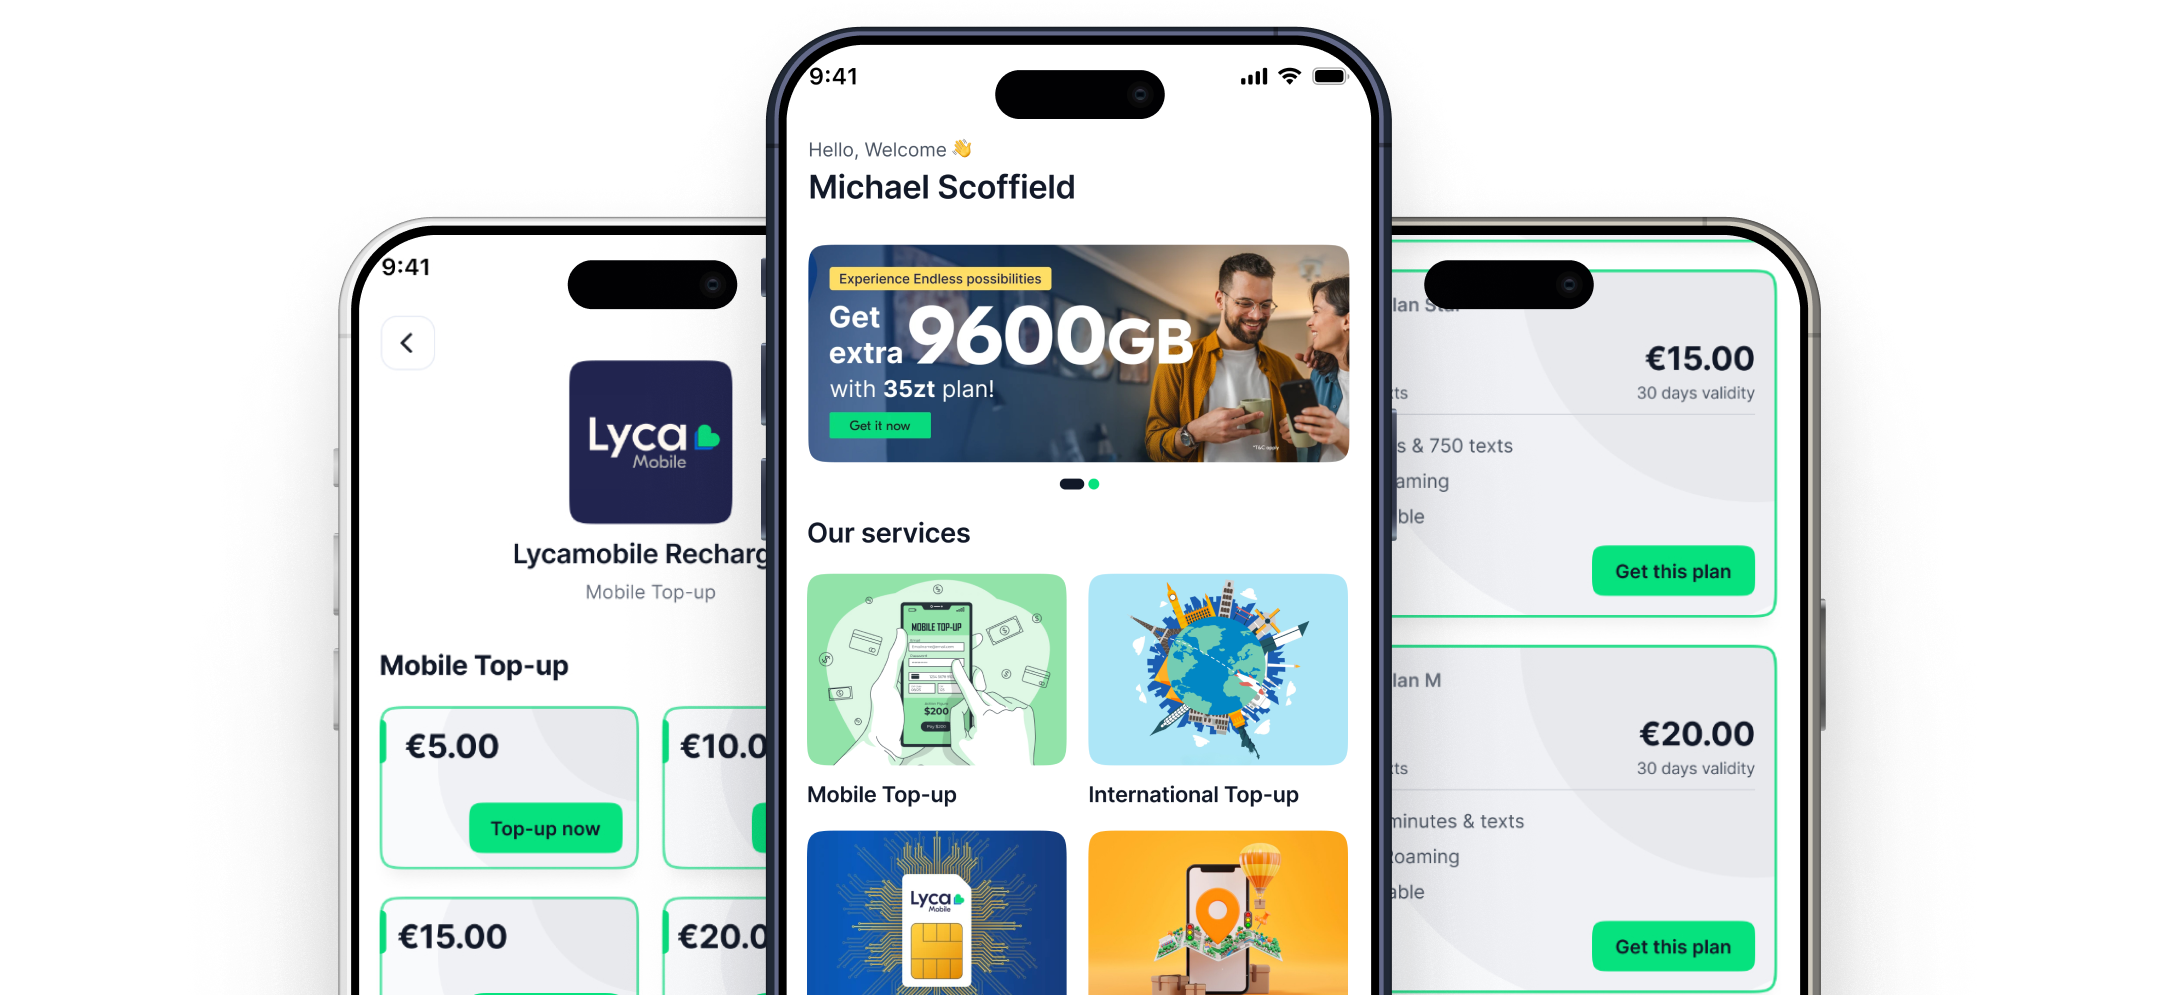 9:41
Lyca
Mobile
Lycamobile Recharg
Mobile Top-up
Mobile Top-up
€5.00
Top-up now
€10.0
€15.00
€20.0
9:41
Hello, Welcome 👋
Michael Scoffield
Experience Endless possibilities
Get
extra 9600GB
with 35zt plan!
Get it now
*T&C apply
Our services
MOBILE TOP-UP
$200
Mobile Top-up
International Top-up
Lyca
Mobile
lan Star
€15.00
ts
30 days validity
s & 750 texts
aming
ble
Get this plan
lan M
€20.00
ts
30 days validity
minutes & texts
Roaming
able
Get this plan